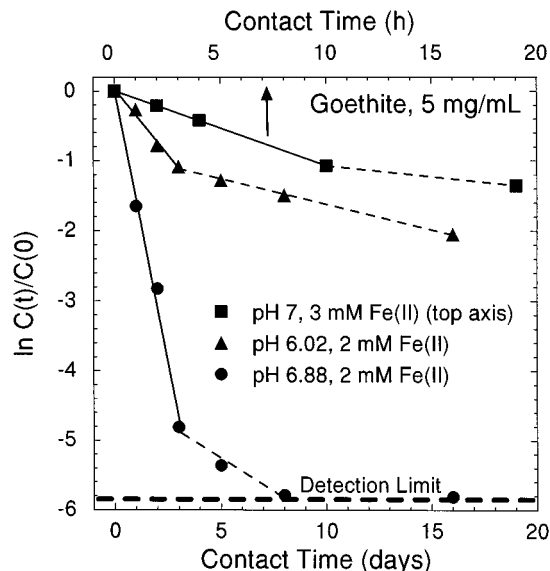 Contact Time (h)
0 5 10 15 20
Goethite, 5 mg/mL
0
-1
-2
-3
-4
-5
-6
ln C(t)/C(0)
pH 7, 3 mM Fe(II) (top axis)
pH 6.02, 2 mM Fe(II)
pH 6.88, 2 mM Fe(II)
Detection Limit
0 5 10 15 20
Contact Time (days)